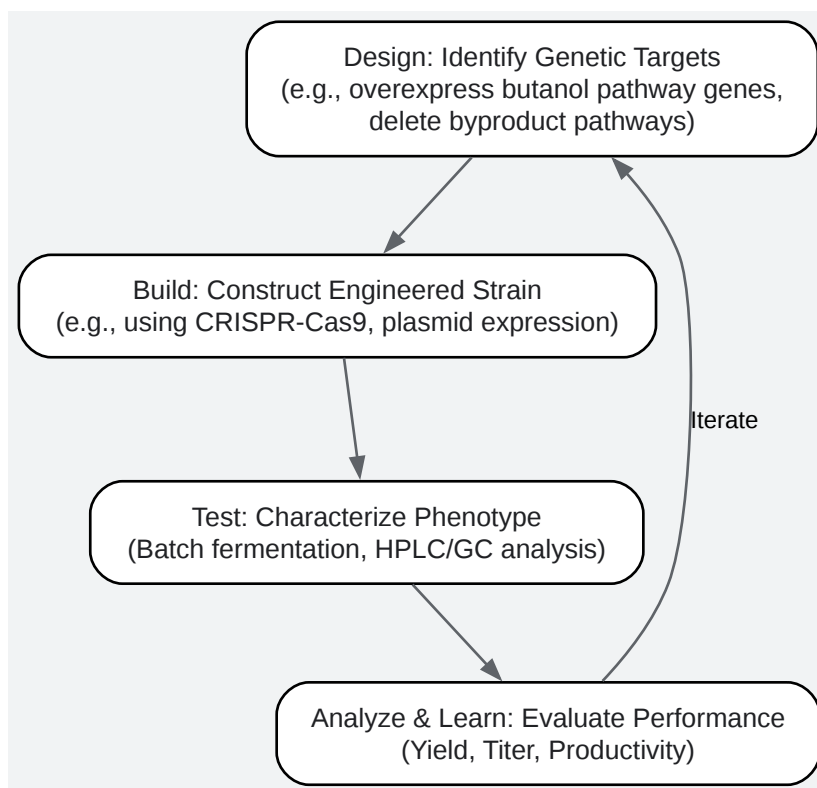 Design: Identify Genetic Targets
(e.g., overexpress butanol pathway genes,
delete byproduct pathways)
Build: Construct Engineered Strain
(e.g., using CRISPR-Cas9, plasmid expression)
Iterate
Test: Characterize Phenotype
(Batch fermentation, HPLC/GC analysis)
Analyze & Learn: Evaluate Performance
(Yield, Titer, Productivity)